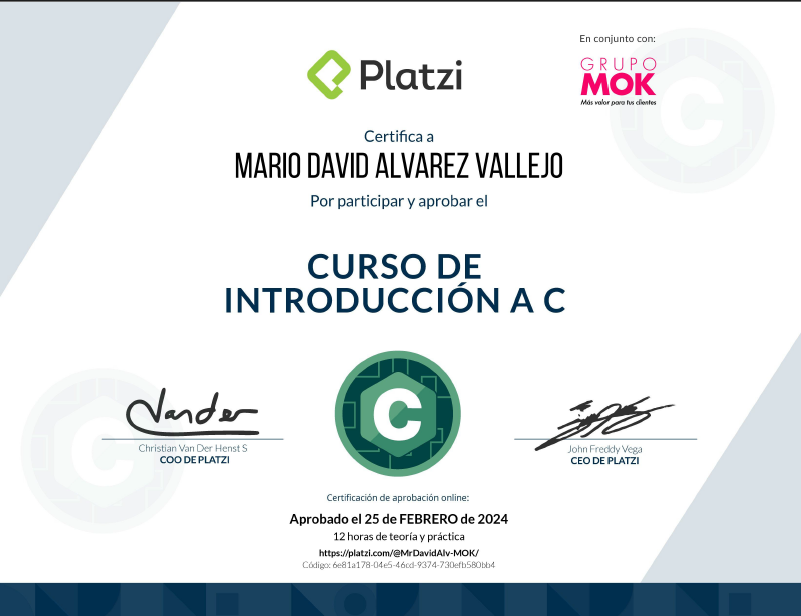 En conjunto con:
GRUPO
MOK
Más valor para tus clientes
Platzi
Certifica a
MARIO DAVID ALVAREZ VALLEJO
Por participar y aprobar el
CURSO DE
INTRODUCCIÓN A C
C
Vander
Christian Van Der Henst S
COO DE PLATZI
John Freddy Vega
CEO DE PLATZI
Certificación de aprobación online:
Aprobado el 25 de FEBRERO de 2024
12 horas de teoría y práctica
https://platzi.com/@MrDavidAlv-MOK/
Código: 6e81a178-04e5-46cd-9374-730efb580bb4